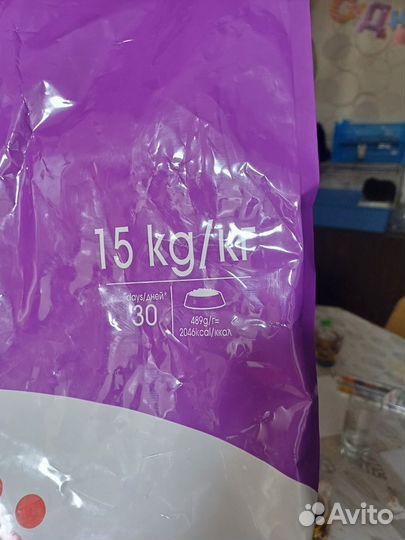 15 kg/кг
days/дней*
30
489g/г=
2046kcal/ккал
Avito